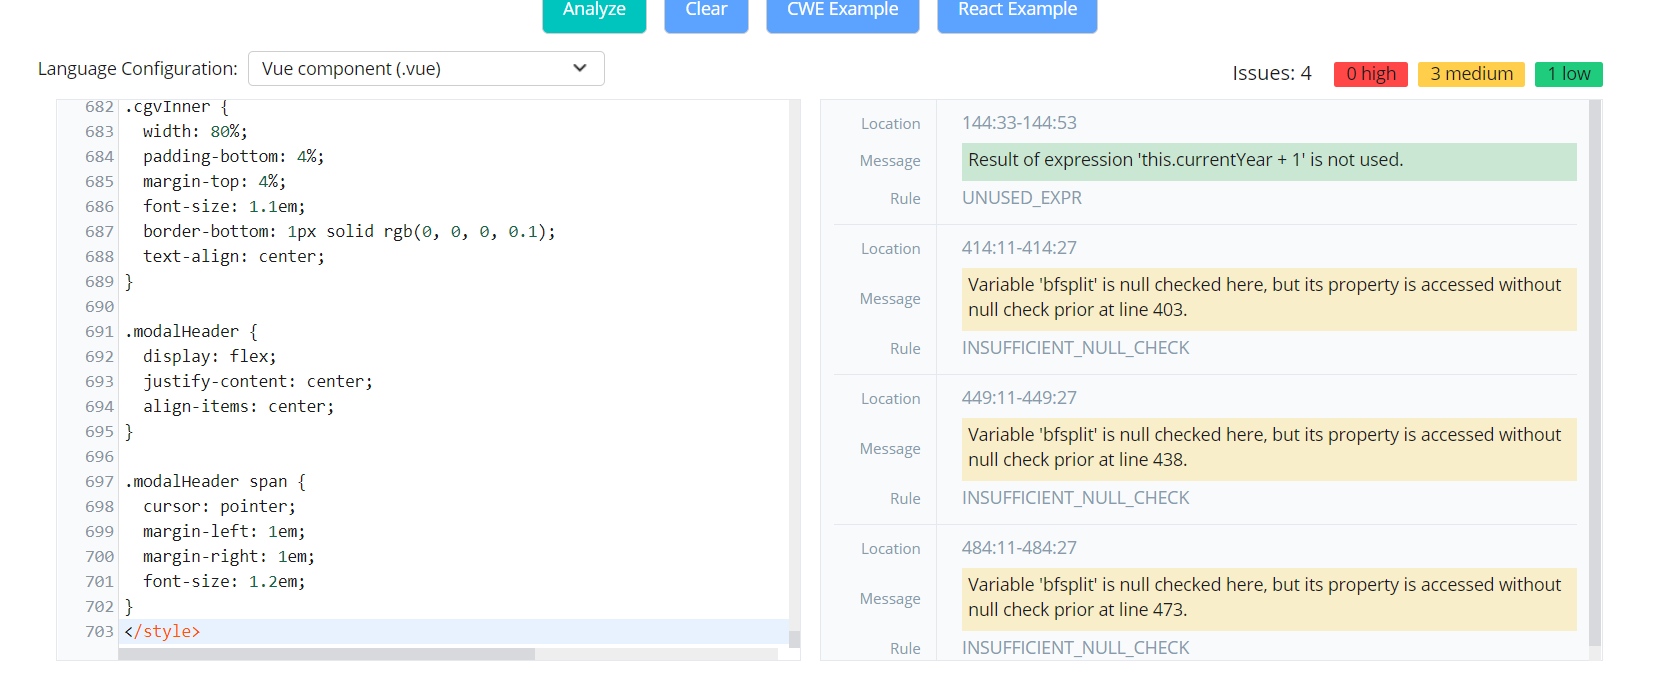 Analyze Clear CWE Example React Example
Language Configuration: Vue component (.vue)
Issues: 4 0 high 3 medium 1 low
682 .cgvInner {
683 width: 80%;
684 padding-bottom: 4%;
685 margin-top: 4%;
686 font-size: 1.1em;
687 border-bottom: 1px solid rgb(0, 0, 0, 0.1);
688 text-align: center;
689 }
690
691 .modalHeader {
692 display: flex;
693 justify-content: center;
694 align-items: center;
695 }
696
697 .modalHeader span {
698 cursor: pointer;
699 margin-left: 1em;
700 margin-right: 1em;
701 font-size: 1.2em;
702 }
703 </style>
Location 144:33-144:53
Message Result of expression 'this.currentYear + 1' is not used.
Rule UNUSED_EXPR
Location 414:11-414:27
Message Variable 'bfsplit' is null checked here, but its property is accessed without
null check prior at line 403.
Rule INSUFFICIENT_NULL_CHECK
Location 449:11-449:27
Message Variable 'bfsplit' is null checked here, but its property is accessed without
null check prior at line 438.
Rule INSUFFICIENT_NULL_CHECK
Location 484:11-484:27
Message Variable 'bfsplit' is null checked here, but its property is accessed without
null check prior at line 473.
Rule INSUFFICIENT_NULL_CHECK